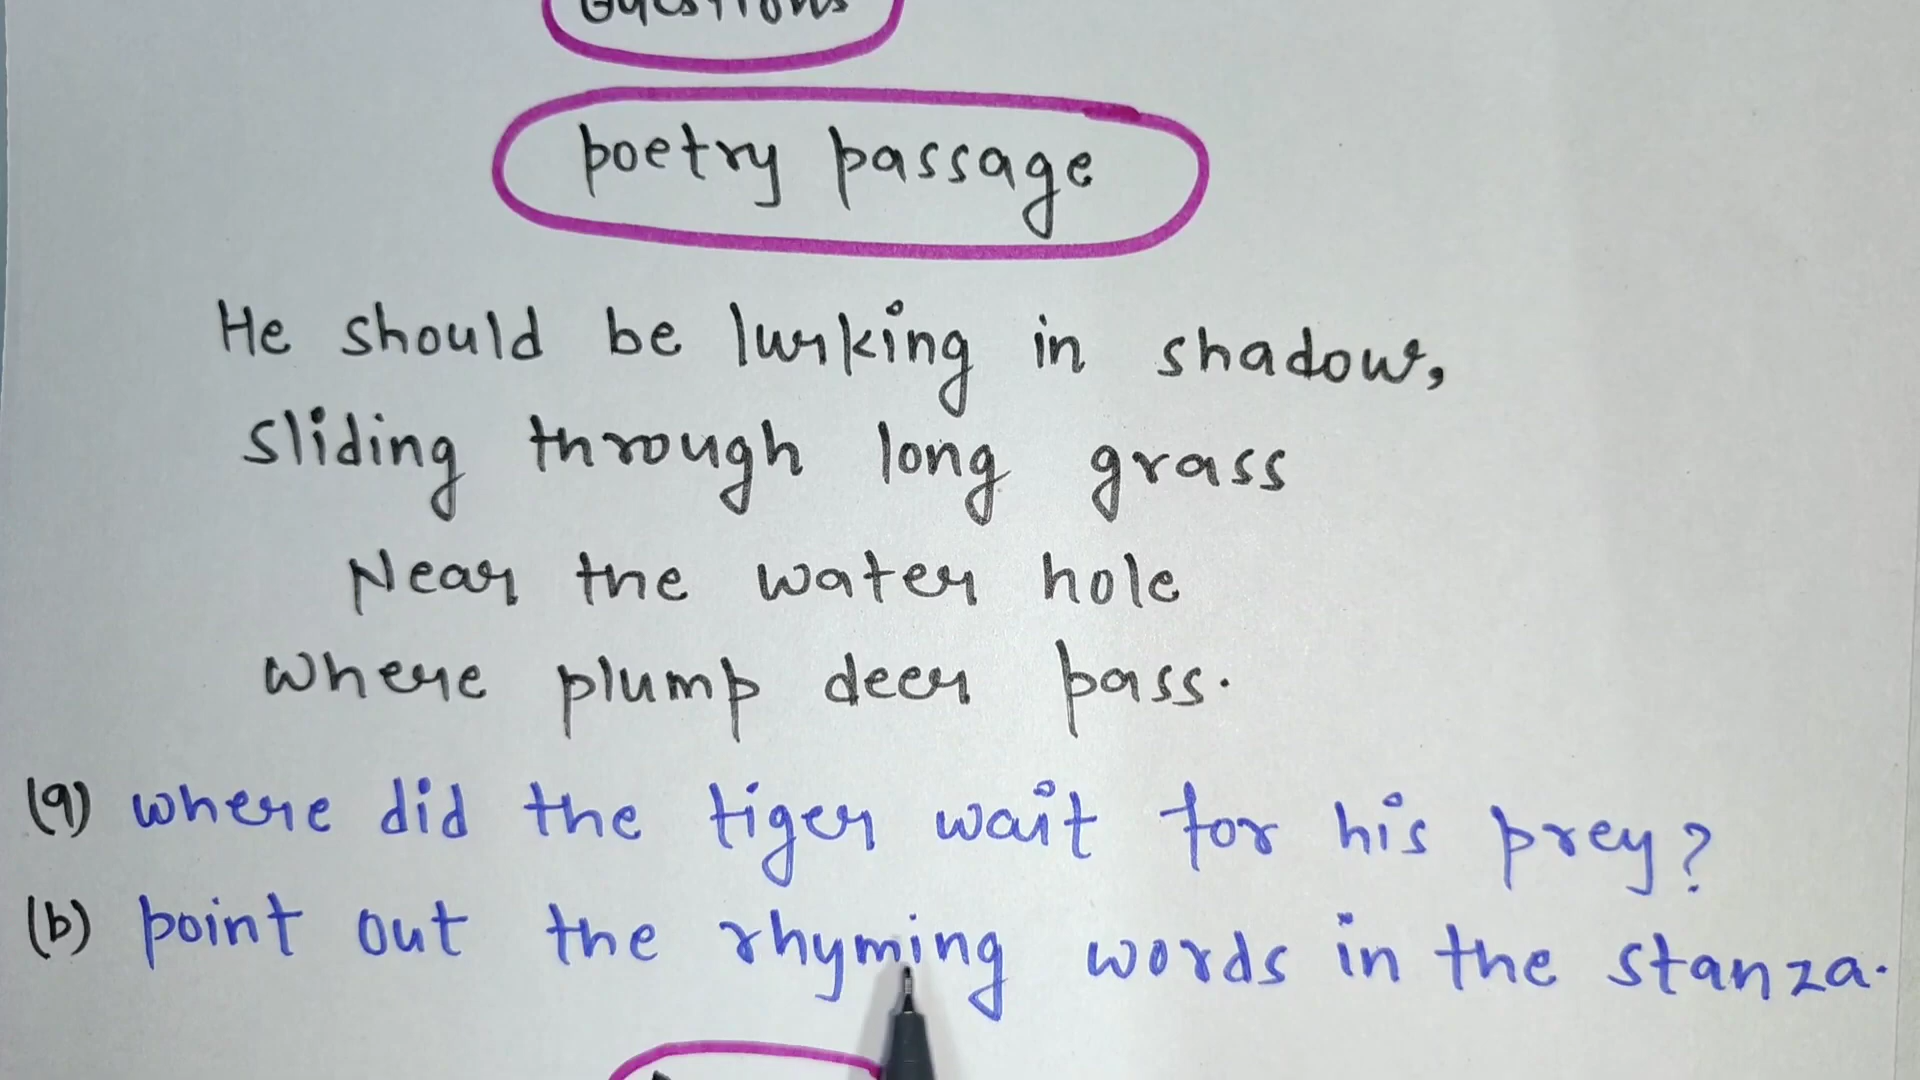 Questions
poetry passage
He should be lurking in shadow,
sliding through long grass
Near the water hole
where plump deer pass.
(a) where did the tiger wait for his prey?
(b) point out the rhyming words in the stanza.